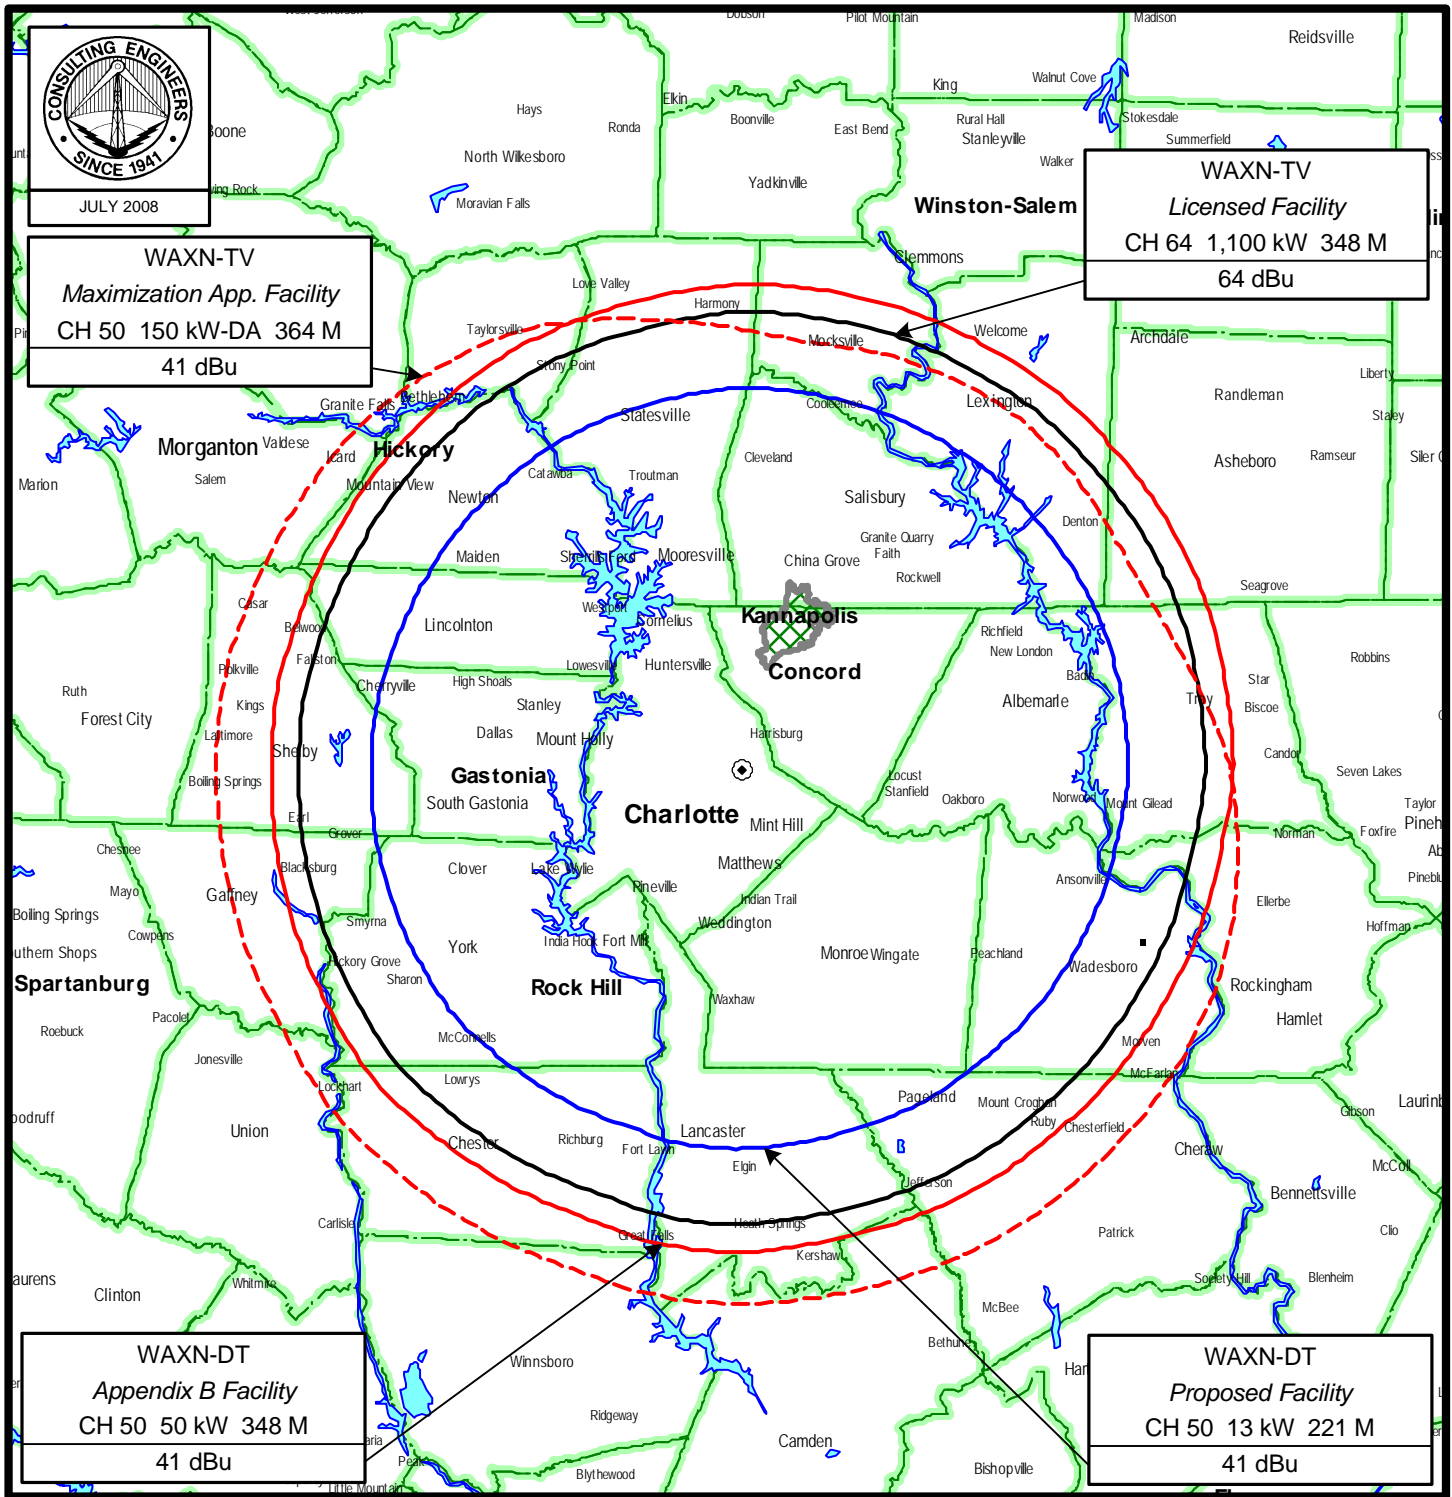 West Jefferson
Dobson
Pilot Mountain
Madison
Reidsville
CONSULTING ENGINEERS
SINCE 1941
JULY 2008
Boone
Hays
Elkin
Ronda
Boonville
East Bend
King
Walnut Cove
Rural Hall
Stanleyville
Stokesdale
Summerfield
Walker
North Wilkesboro
Moravian Falls
Yadkinville
Winston-Salem
Clemmons
WAXN-TV
Licensed Facility
CH 64 1,100 kW 348 M
64 dBu
WAXN-TV
Maximization App. Facility
CH 50 150 kW-DA 364 M
41 dBu
Love Valley
Harmony
Taylorsville
Mocksville
Welcome
Archdale
Stony Point
Liberty
Granite Falls
Bethlehem
Statesville
Cooleemee
Lexington
Randleman
Staley
Morganton
Valdese
Icard
Hickory
Cleveland
Asheboro
Ramseur
Siler C
Marion
Salem
Mountain View
Newton
Catawba
Troutman
Salisbury
Denton
Granite Quarry
Faith
Maiden
Sherrills Ford
Mooresville
China Grove
Rockwell
Seagrove
Casar
Westport
Cornelius
Kannapolis
Belwood
Lincolnton
Richfield
New London
Robbins
Polkville
Fallston
Cherryville
High Shoals
Lowesville
Huntersville
Concord
Badin
Star
Ruth
Forest City
Kings
Stanley
Albemarle
Troy
Biscoe
Lattimore
Shelby
Dallas
Mount Holly
Harrisburg
Candor
Boiling Springs
Gastonia
South Gastonia
Locust
Stanfield
Oakboro
Norwood
Mount Gilead
Seven Lakes
Taylor
Earl
Grover
Charlotte
Mint Hill
Norman
Foxfire
Pineh
Chesnee
Blacksburg
Clover
Lake Wylie
Matthews
Ansonville
Ab
Pineblu
Mayo
Gaffney
Pineville
Indian Trail
Weddington
Ellerbe
Boiling Springs
Cowpens
Smyrna
York
India Hook
Fort Mill
Monroe
Wingate
Peachland
Wadesboro
Hoffman
uthern Shops
Hickory Grove
Sharon
Spartanburg
Rock Hill
Waxhaw
Rockingham
Hamlet
Roebuck
Pacolet
Jonesville
McConnells
Morven
Lockhart
Lowrys
McFarlan
oodruff
Union
Chester
Richburg
Fort Lawn
Lancaster
Pageland
Mount Croghan
Ruby
Chesterfield
Gibson
Laurinb
Elgin
Jefferson
Cheraw
McColl
Bennettsville
Carlisle
Great Falls
Heath Springs
Kershaw
Patrick
Clio
aurens
Clinton
Whitmire
Society Hill
Blenheim
McBee
Bethune
WAXN-DT
Appendix B Facility
CH 50 50 kW 348 M
41 dBu
Winnsboro
Ridgeway
Camden
Blythewood
Peak
Little Mountain
Bishopville
WAXN-DT
Proposed Facility
CH 50 13 kW 221 M
41 dBu